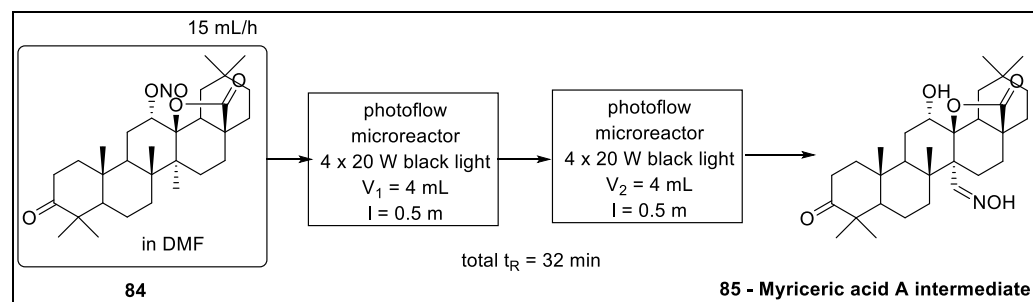 15 mL/h
ONO
O
O
O
in DMF
84
photoflow
microreactor
4 x 20 W black light
V₁ = 4 mL
l = 0.5 m
photoflow
microreactor
4 x 20 W black light
V₂ = 4 mL
l = 0.5 m
total tR = 32 min
OH
O
O
NOH
O
85 - Myriceric acid A intermediate